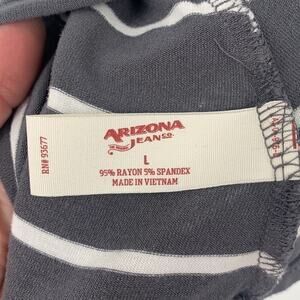 ARIZONA
JEAN CO.
L
95% RAYON 5% SPANDEX
MADE IN VIETNAM
RN# 93677